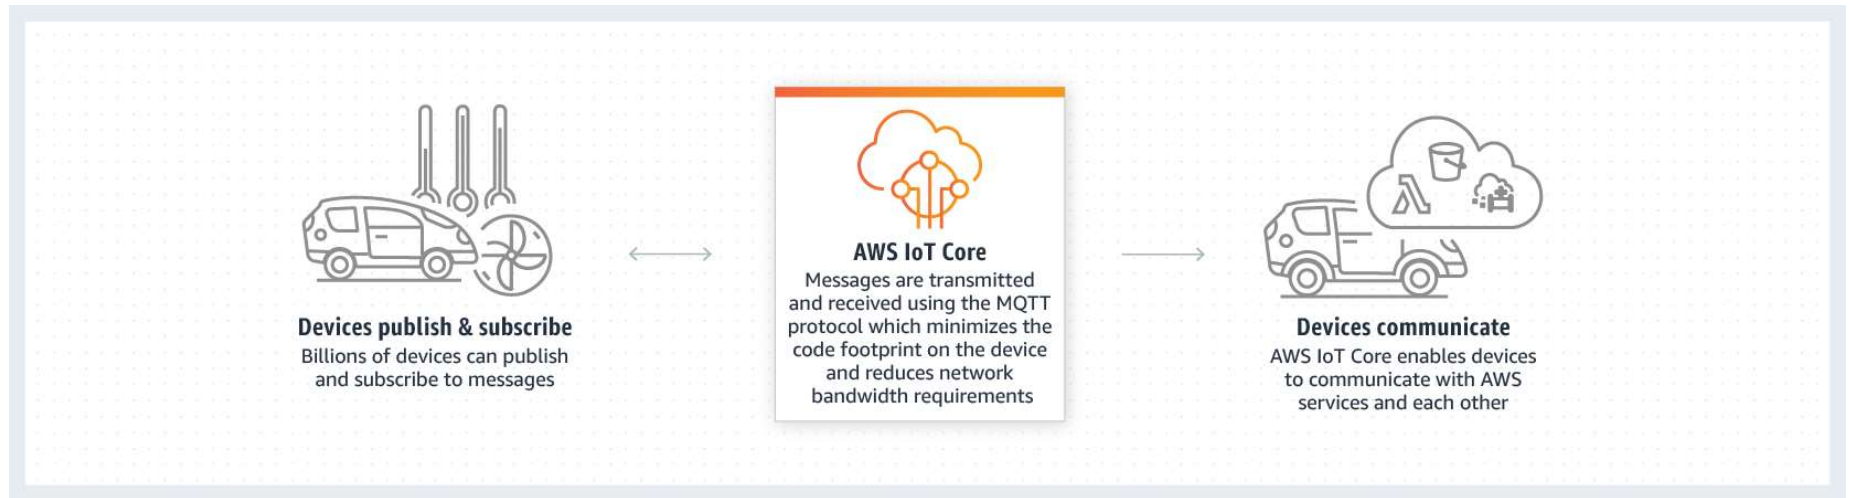 Devices publish & subscribe
Billions of devices can publish
and subscribe to messages
AWS IoT Core
Messages are transmitted
and received using the MQTT
protocol which minimizes the
code footprint on the device
and reduces network
bandwidth requirements
Devices communicate
AWS IoT Core enables devices
to communicate with AWS
services and each other